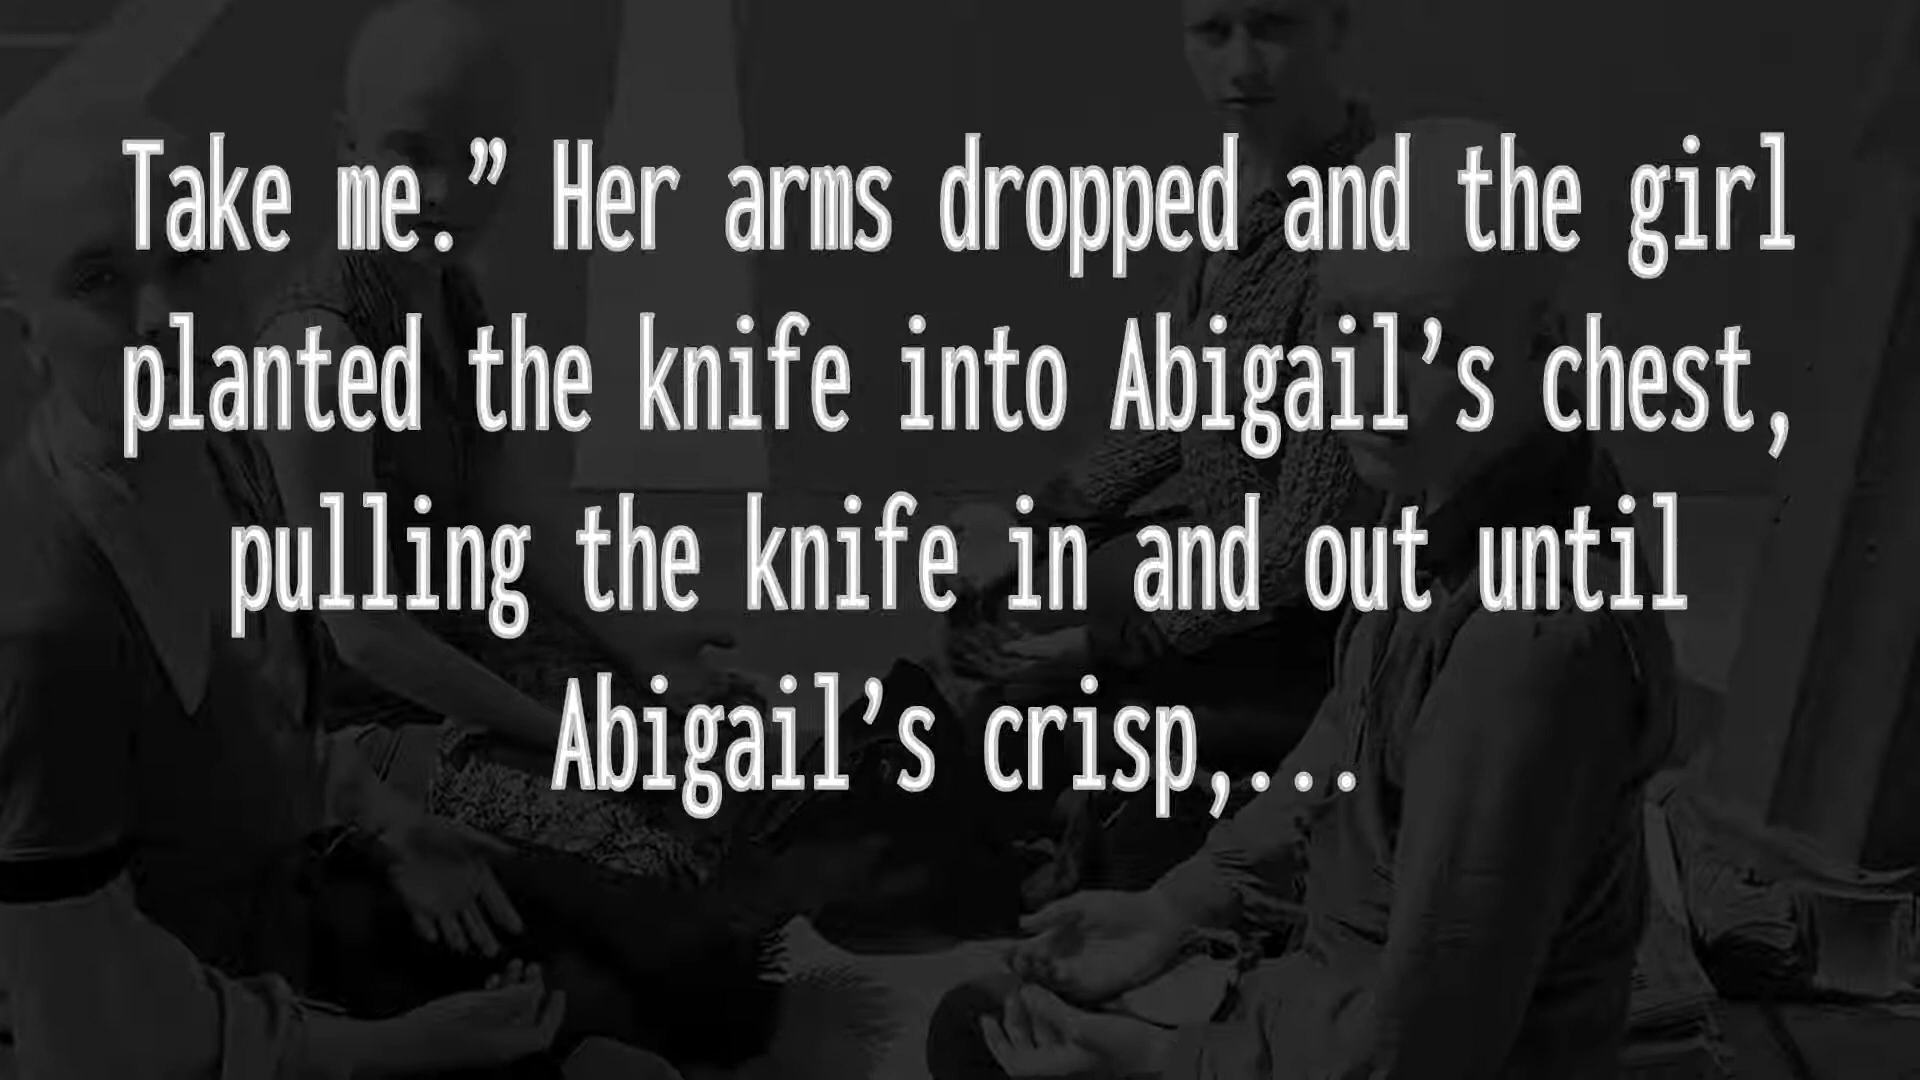 Take me.” Her arms dropped and the girl
planted the knife into Abigail’s chest,
pulling the knife in and out until
Abigail’s crisp,...